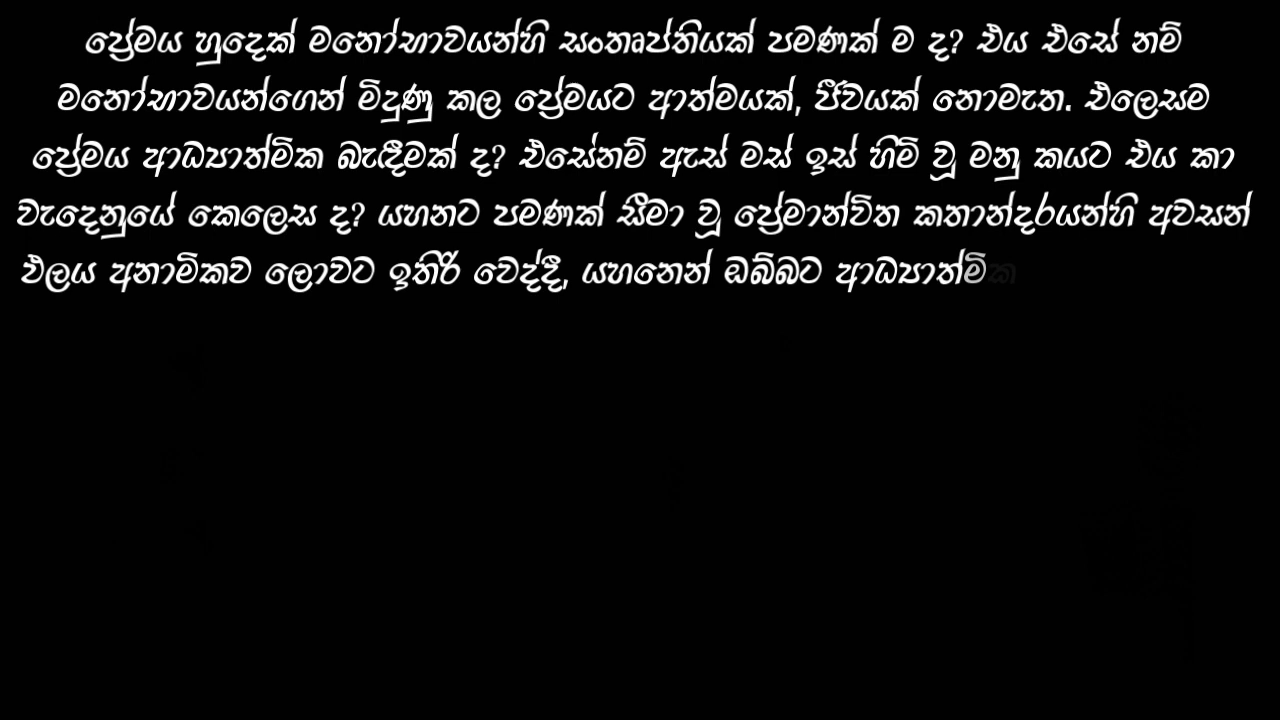 ප්‍රේමය හුදෙක් මනෝභාවයන්හි සංතෘප්තියක් පමණක් ම ද? එය එසේ නම්
මනෝභාවයන්ගෙන් මිදුණු කල ප්‍රේමයට ආත්මයක්, ජීවයක් නොමැත. එලෙසම
ප්‍රේමය ආධ්‍යාත්මික බැඳීමක් ද? එසේනම් ඇස් මස් ඉස් හිමි වූ මනු කයට එය කා
වැදෙනුයේ කෙලෙස ද? යහනට පමණක් සීමා වූ ප්‍රේමාන්විත කතාන්දරයන්හි අවසන්
ඵලය අනාමිකව ලොවට ඉතිරි වෙද්දී, යහනෙන් ඔබ්බට ආධ්‍යාත්මික